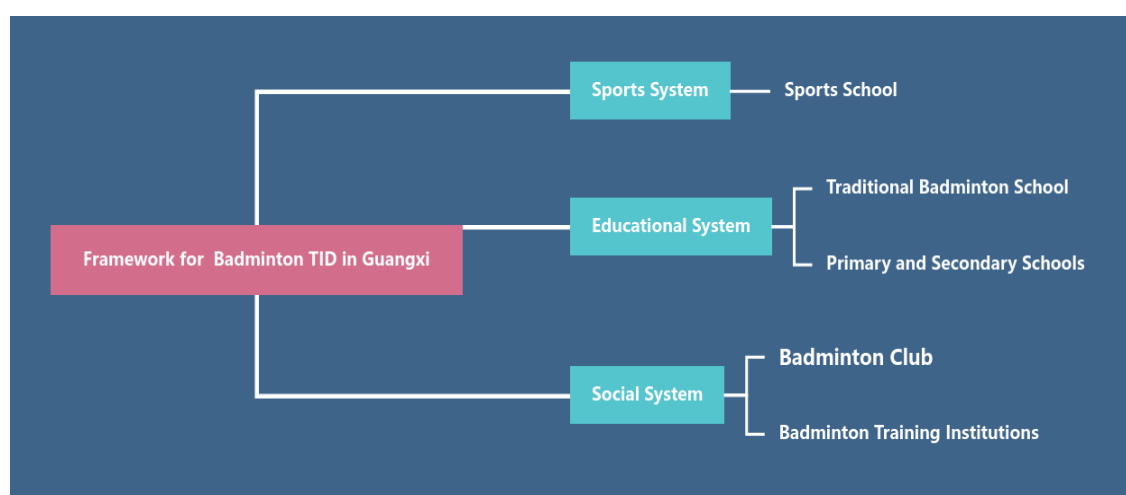 Sports System
Sports School
Traditional Badminton School
Educational System
Primary and Secondary Schools
Framework for Badminton TID in Guangxi
Badminton Club
Social System
Badminton Training Institutions